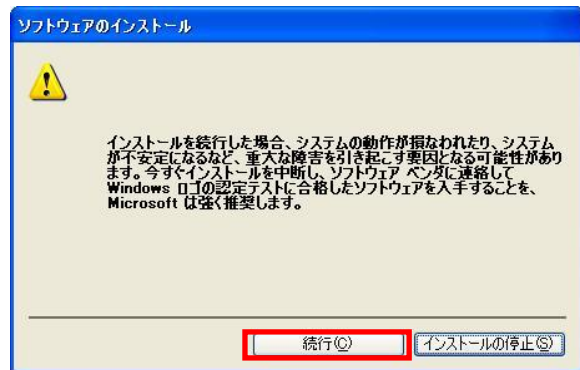 ソフトウェアのインストール
インストールを続行した場合、システムの動作が損なわれたり、システム
が不安定になるなど、重大な障害を引き起こす要因となる可能性があり
ます。今すぐインストールを中断し、ソフトウェア ベンダに連絡して
Windows ロゴの認定テストに合格したソフトウェアを入手することを、
Microsoft は強く推奨します。
続行(C) インストールの停止(S)